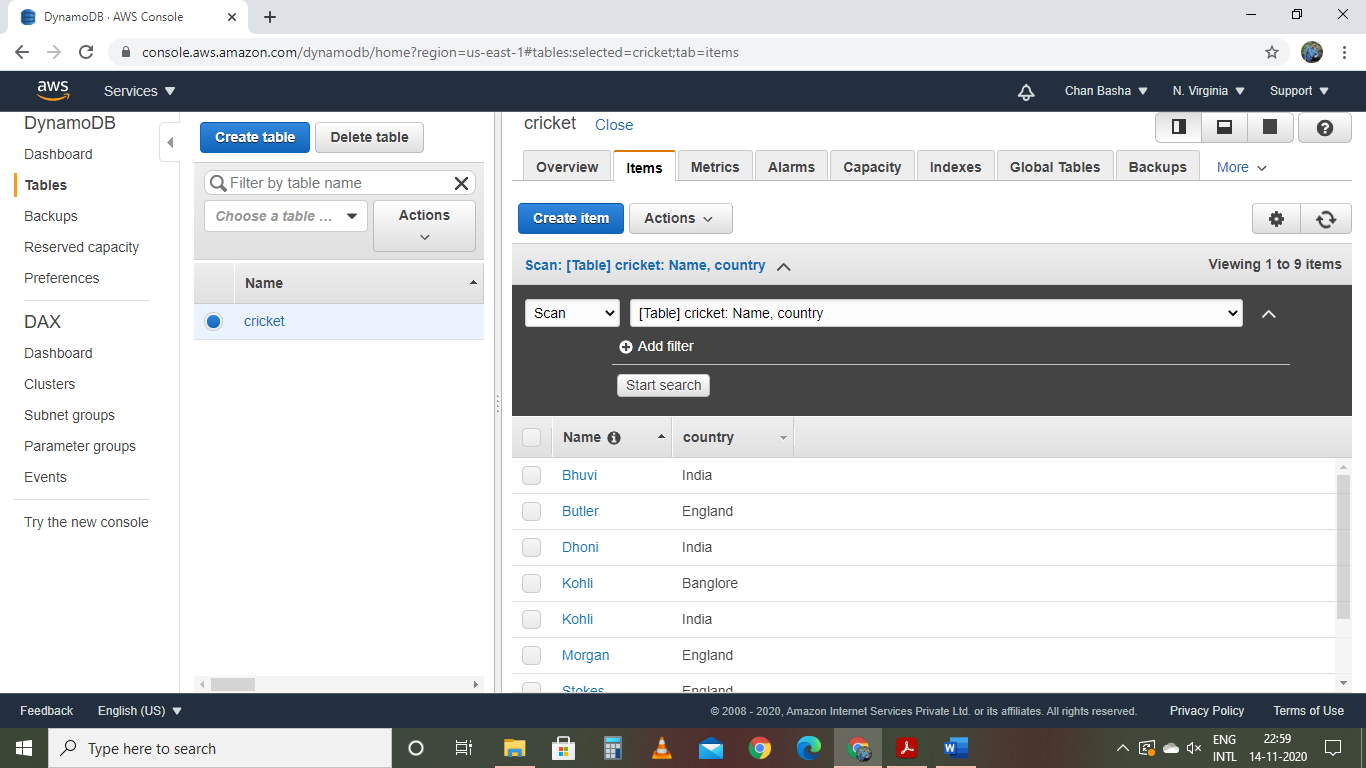 DynamoDB · AWS Console
console.aws.amazon.com/dynamodb/home?region=us-east-1#tables:selected=cricket;tab=items
aws
Services
Chan Basha
N. Virginia
Support
DynamoDB
Dashboard
Tables
Backups
Reserved capacity
Preferences
DAX
Dashboard
Clusters
Subnet groups
Parameter groups
Events
Try the new console
Create table Delete table
Filter by table name
Choose a table ... Actions
Name
cricket
cricket Close
Overview Items Metrics Alarms Capacity Indexes Global Tables Backups More
Create item Actions
Scan: [Table] cricket: Name, country
Viewing 1 to 9 items
Scan [Table] cricket: Name, country
Add filter
Start search
Name country
Bhuvi India
Butler England
Dhoni India
Kohli Banglore
Kohli India
Morgan England
Stokes England
Feedback English (US) © 2008 - 2020, Amazon Internet Services Private Ltd. or its affiliates. All rights reserved. Privacy Policy Terms of Use
Type here to search
ENG
INTL
22:59
14-11-2020